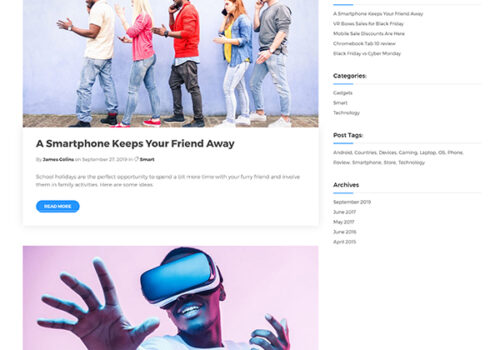 A Smartphone Keeps Your Friend Away
By James Golins on September 27, 2019 in Smart
School holidays are the perfect opportunity to spend a bit more time with your furry friend and involve
them in family activities. Here are some ideas.
READ MORE
A Smartphone Keeps Your Friend Away
VR Boxes Sales for Black Friday
Mobile Sale Discounts Are Here
Chromebook Tab 10 review
Black Friday vs Cyber Monday
Categories:
Gadgets
Smart
Technology
Post Tags:
Android, Countries, Devices, Gaming, Laptop, OS, Phone,
Review, Smartphone, Store, Technology
Archives
September 2019
June 2017
May 2017
June 2016
April 2015